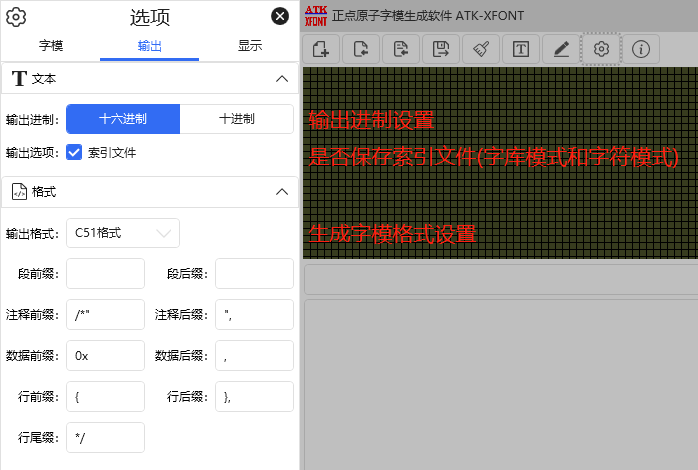 选项
字模 输出 显示
T 文本
输出进制: 十六进制 十进制
输出选项: 索引文件
格式
输出格式: C51格式
段前缀: 段后缀:
注释前缀: /*" 注释后缀: ",
数据前缀: 0x 数据后缀: ,
行前缀: { 行后缀: },
行尾缀: */
ATK
XFONT
正点原子字模生成软件 ATK-XFONT
输出进制设置
是否保存索引文件(字库模式和字符模式)
生成字模格式设置